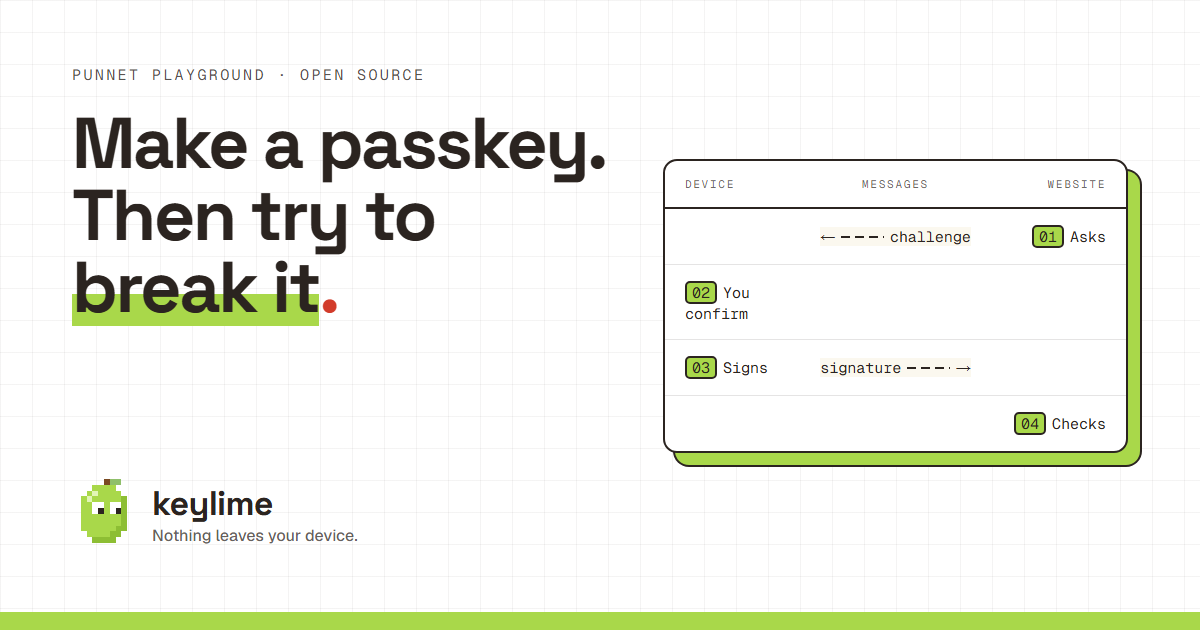 PUNNET PLAYGROUND · OPEN SOURCE
Make a passkey.
Then try to
break it.
DEVICE MESSAGES WEBSITE
← challenge 01 Asks
02 You
confirm
03 Signs signature →
04 Checks
keylime
Nothing leaves your device.